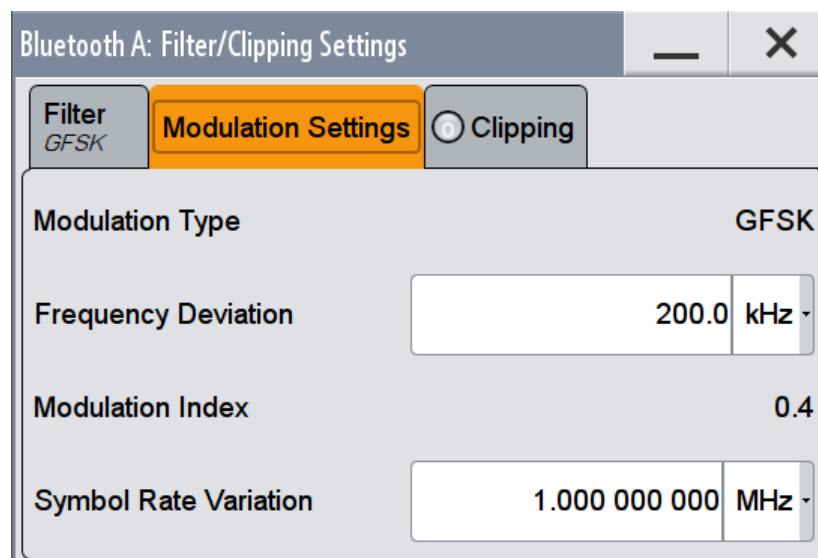 Bluetooth A: Filter/Clipping Settings
Filter
GFSK
Modulation Settings
Clipping
Modulation Type GFSK
Frequency Deviation 200.0 kHz
Modulation Index 0.4
Symbol Rate Variation 1.000 000 000 MHz